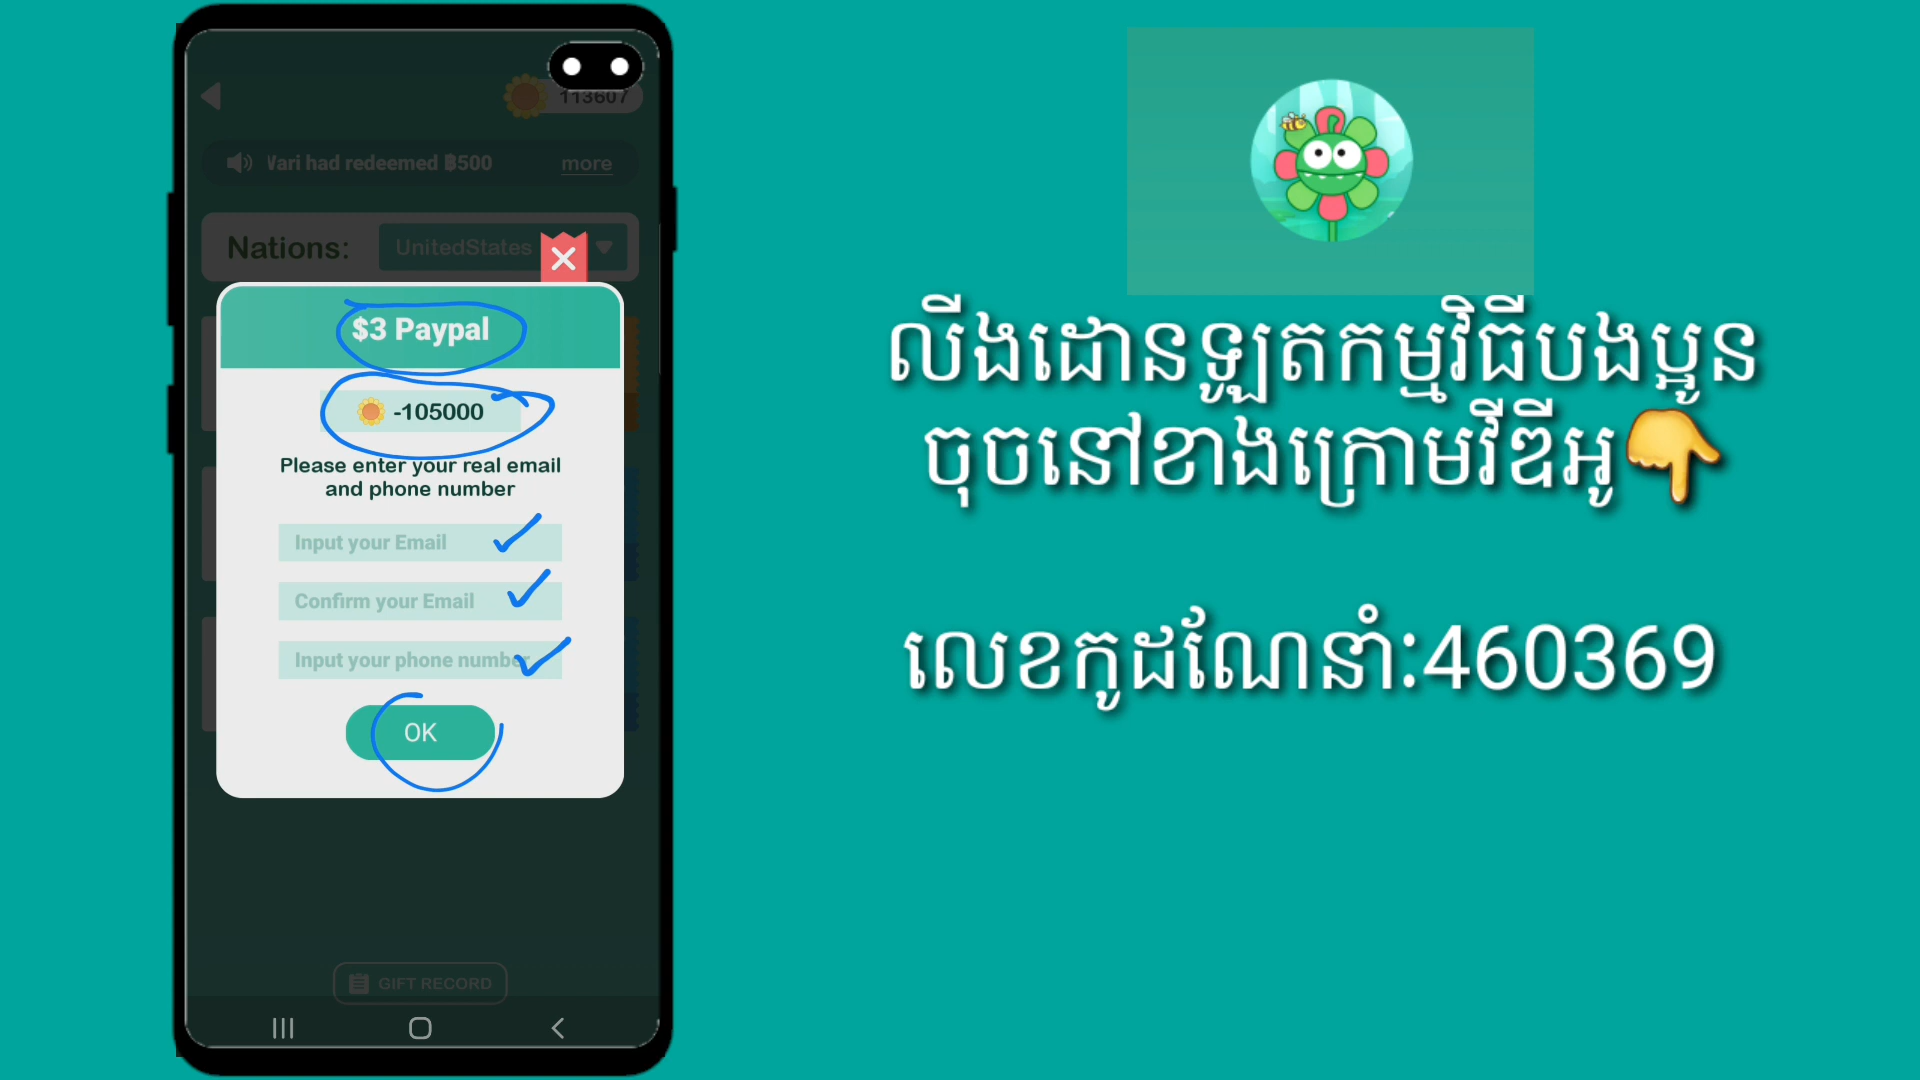 113607
Wari had redeemed ฿500
more
Nations:
UnitedStates
$3 Paypal
-105000
Please enter your real email
and phone number
Input your Email
Confirm your Email
Input your phone number
OK
GIFT RECORD
លីងដោនឡូតកម្មវិធីបងប្អូន
ចុចនៅខាងក្រោមវីឌីអូ👇
លេខកូដណែនាំ:460369